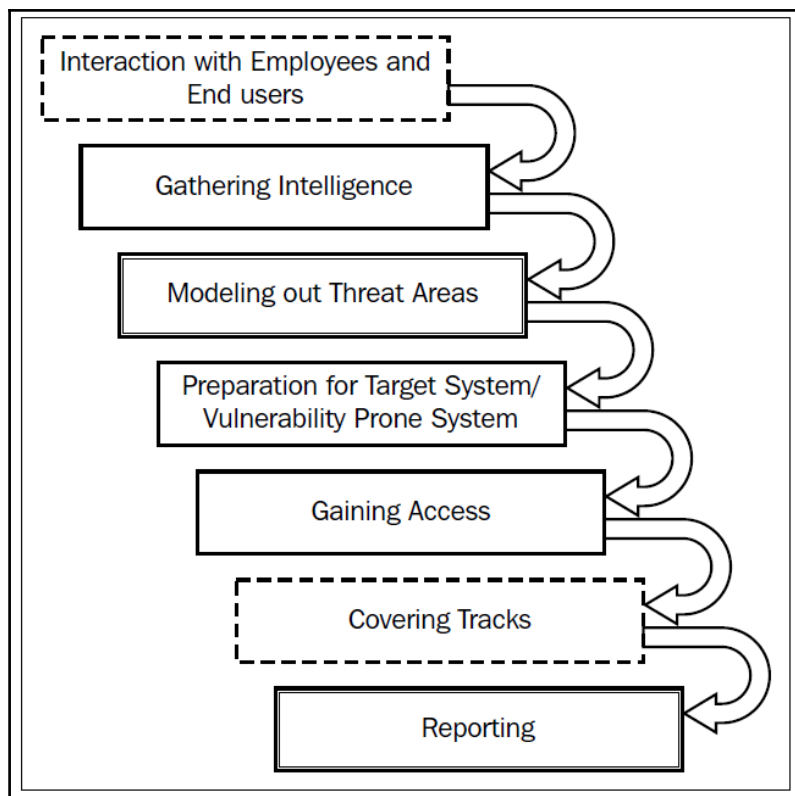 Interaction with Employees and
End users
Gathering Intelligence
Modeling out Threat Areas
Preparation for Target System/
Vulnerability Prone System
Gaining Access
Covering Tracks
Reporting